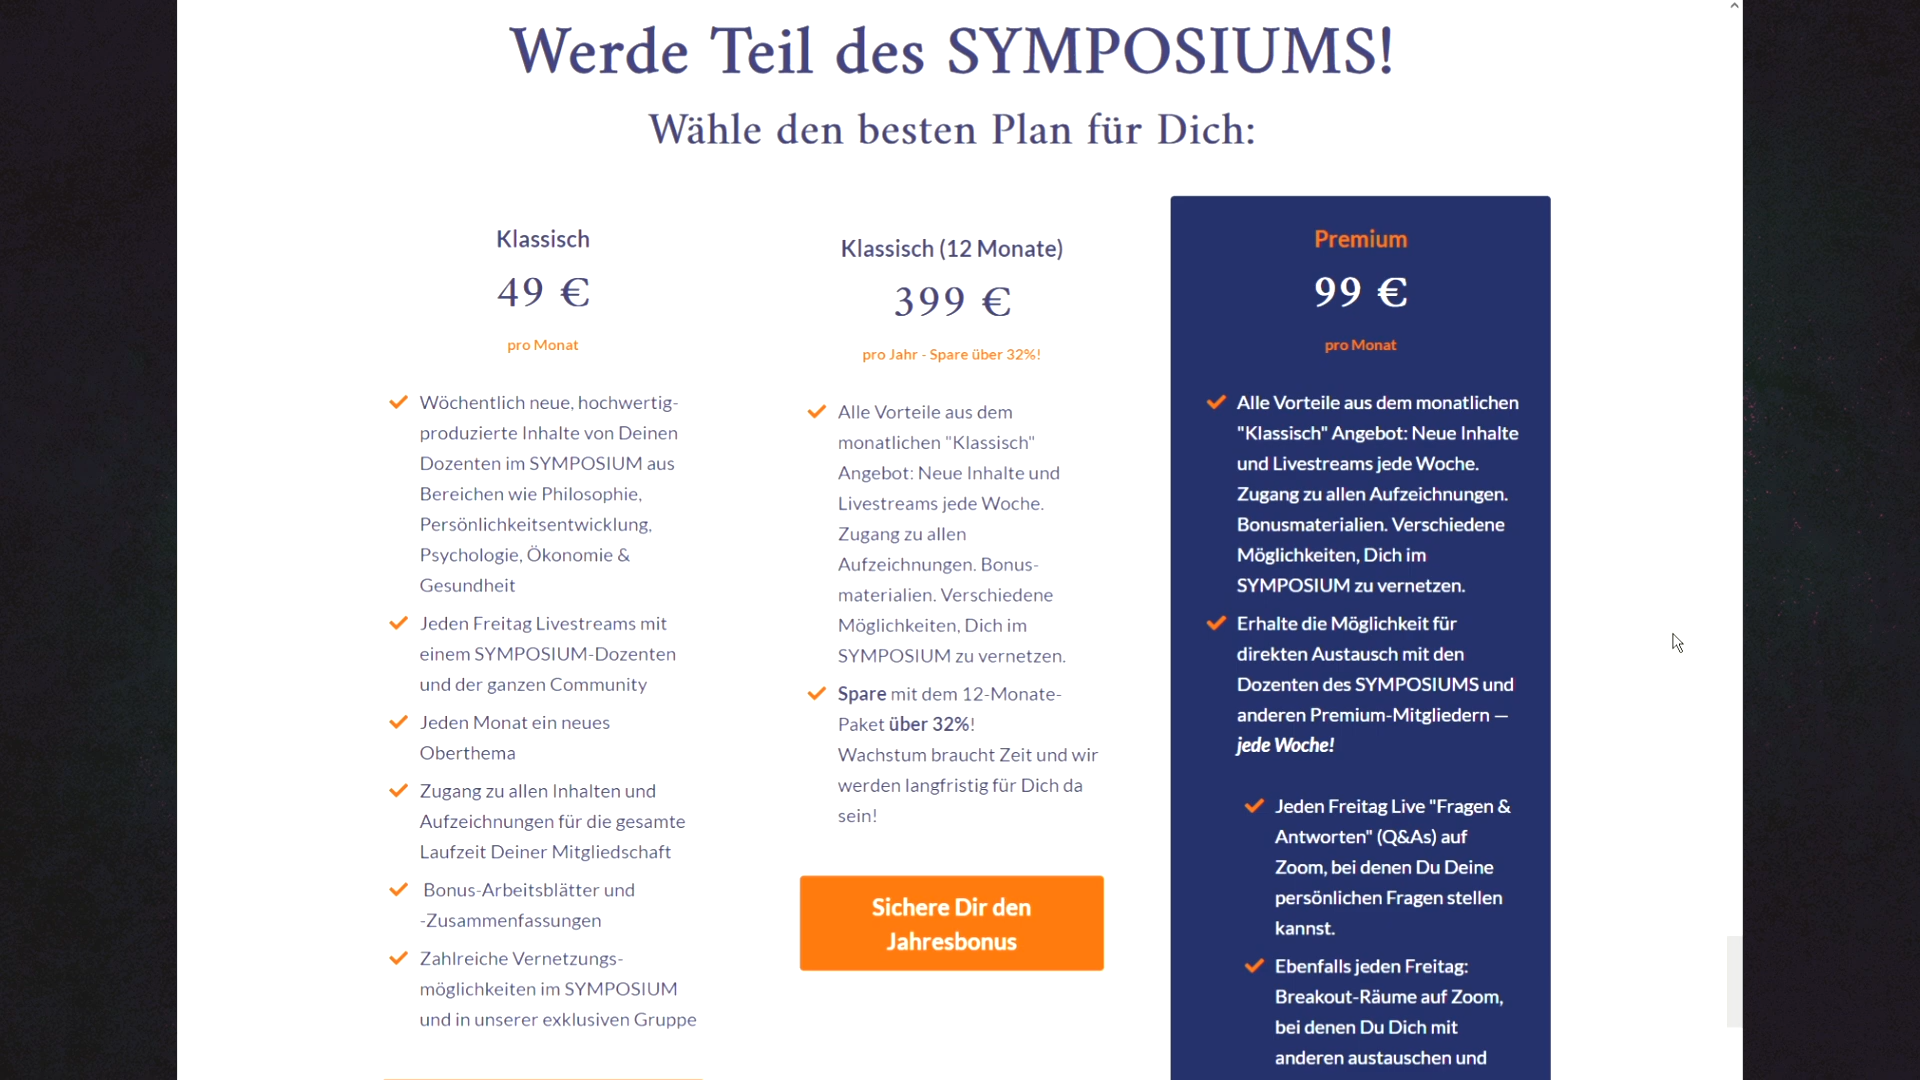 Werde Teil des SYMPOSIUMS!
Wähle den besten Plan für Dich:
Klassisch
49 €
pro Monat
Wöchentlich neue, hochwertig-
produzierte Inhalte von Deinen
Dozenten im SYMPOSIUM aus
Bereichen wie Philosophie,
Persönlichkeitsentwicklung,
Psychologie, Ökonomie &
Gesundheit
Jeden Freitag Livestreams mit
einem SYMPOSIUM-Dozenten
und der ganzen Community
Jeden Monat ein neues
Oberthema
Zugang zu allen Inhalten und
Aufzeichnungen für die gesamte
Laufzeit Deiner Mitgliedschaft
Bonus-Arbeitsblätter und
-Zusammenfassungen
Zahlreiche Vernetzungs-
möglichkeiten im SYMPOSIUM
und in unserer exklusiven Gruppe
Klassisch (12 Monate)
399 €
pro Jahr - Spare über 32%!
Alle Vorteile aus dem
monatlichen "Klassisch"
Angebot: Neue Inhalte und
Livestreams jede Woche.
Zugang zu allen
Aufzeichnungen. Bonus-
materialien. Verschiedene
Möglichkeiten, Dich im
SYMPOSIUM zu vernetzen.
Spare mit dem 12-Monate-
Paket über 32%!
Wachstum braucht Zeit und wir
werden langfristig für Dich da
sein!
Sichere Dir den
Jahresbonus
Premium
99 €
pro Monat
Alle Vorteile aus dem monatlichen
"Klassisch" Angebot: Neue Inhalte
und Livestreams jede Woche.
Zugang zu allen Aufzeichnungen.
Bonusmaterialien. Verschiedene
Möglichkeiten, Dich im
SYMPOSIUM zu vernetzen.
Erhalte die Möglichkeit für
direkten Austausch mit den
Dozenten des SYMPOSIUMS und
anderen Premium-Mitgliedern —
jede Woche!
Jeden Freitag Live "Fragen &
Antworten" (Q&As) auf
Zoom, bei denen Du Deine
persönlichen Fragen stellen
kannst.
Ebenfalls jeden Freitag:
Breakout-Räume auf Zoom,
bei denen Du Dich mit
anderen austauschen und